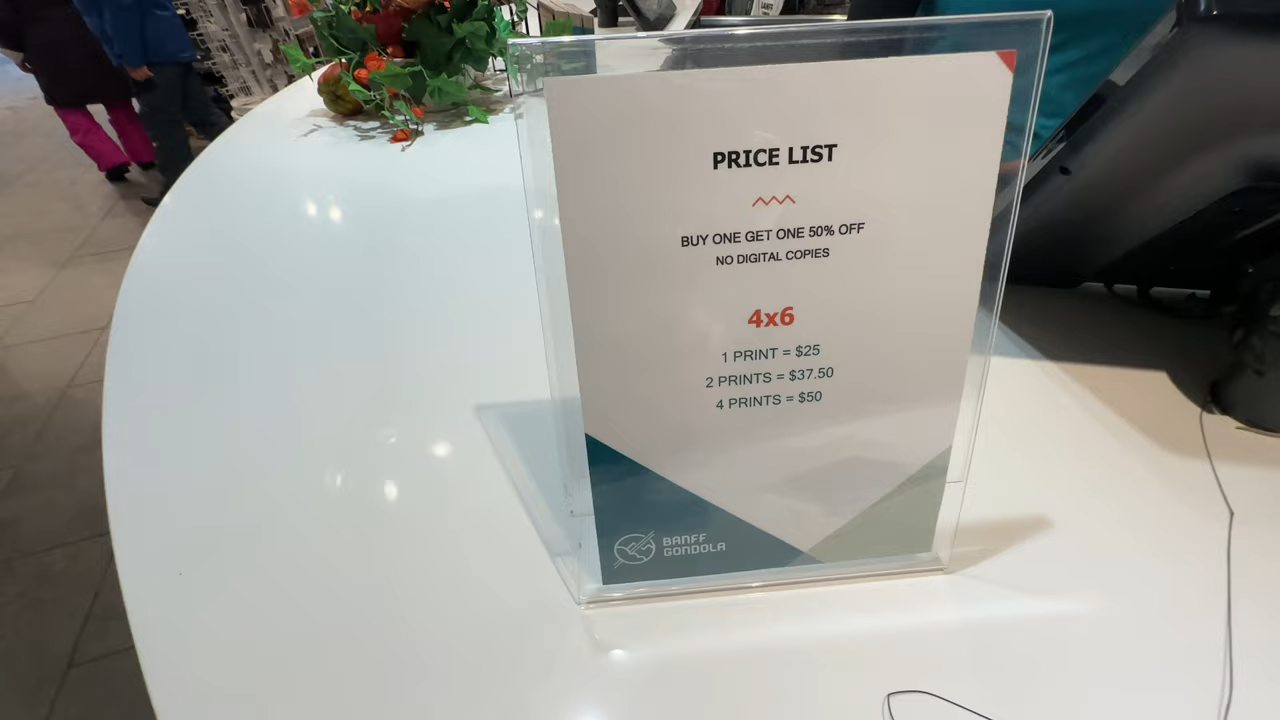 PRICE LIST
BUY ONE GET ONE 50% OFF
NO DIGITAL COPIES
4x6
1 PRINT = $25
2 PRINTS = $37.50
4 PRINTS = $50
BANFF
GONDOLA